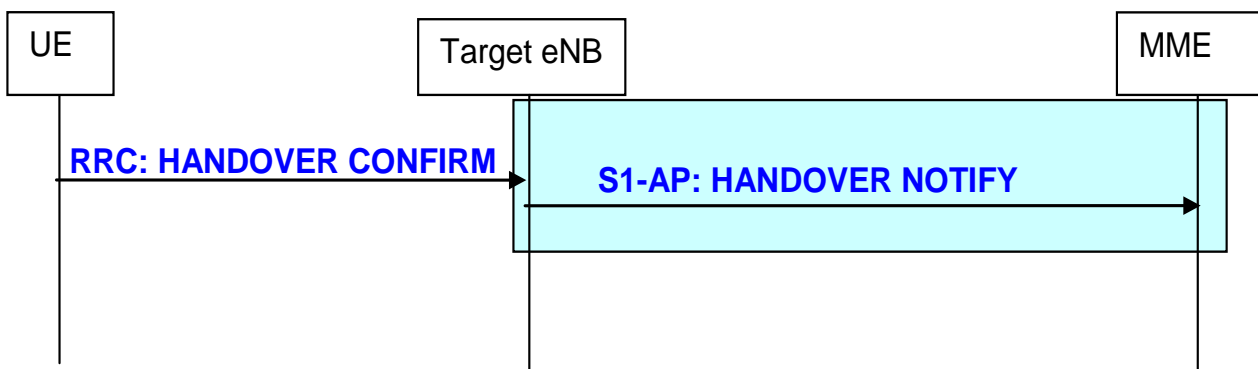 UE
Target eNB
MME
RRC: HANDOVER CONFIRM
S1-AP: HANDOVER NOTIFY